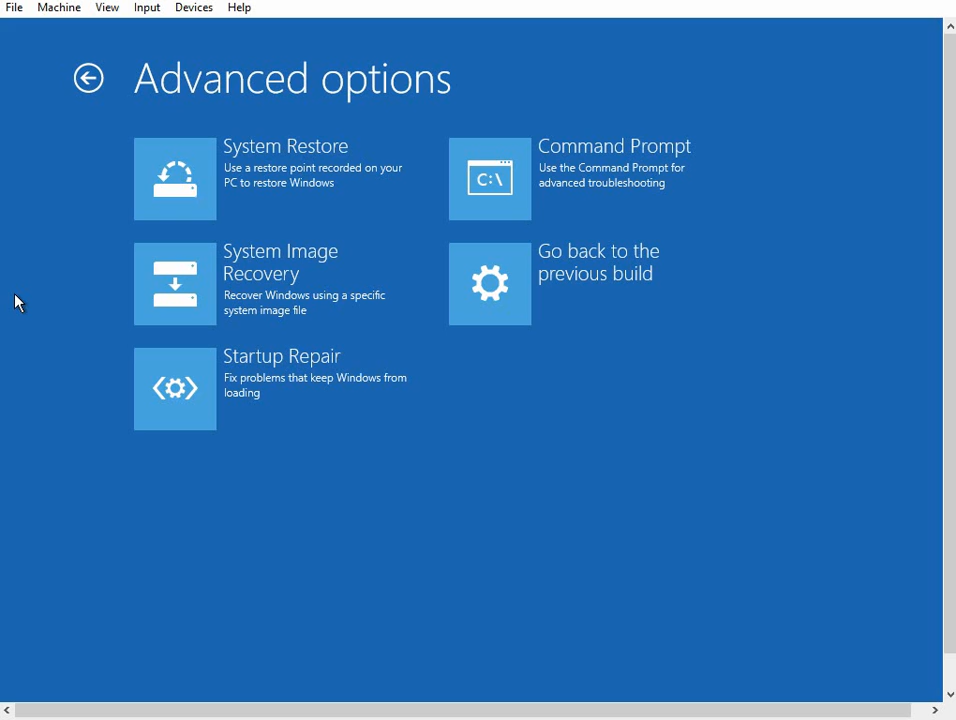 File Machine View Input Devices Help
Advanced options
System Restore
Use a restore point recorded on your
PC to restore Windows
Command Prompt
Use the Command Prompt for
advanced troubleshooting
System Image
Recovery
Recover Windows using a specific
system image file
Go back to the
previous build
Startup Repair
Fix problems that keep Windows from
loading
C:\